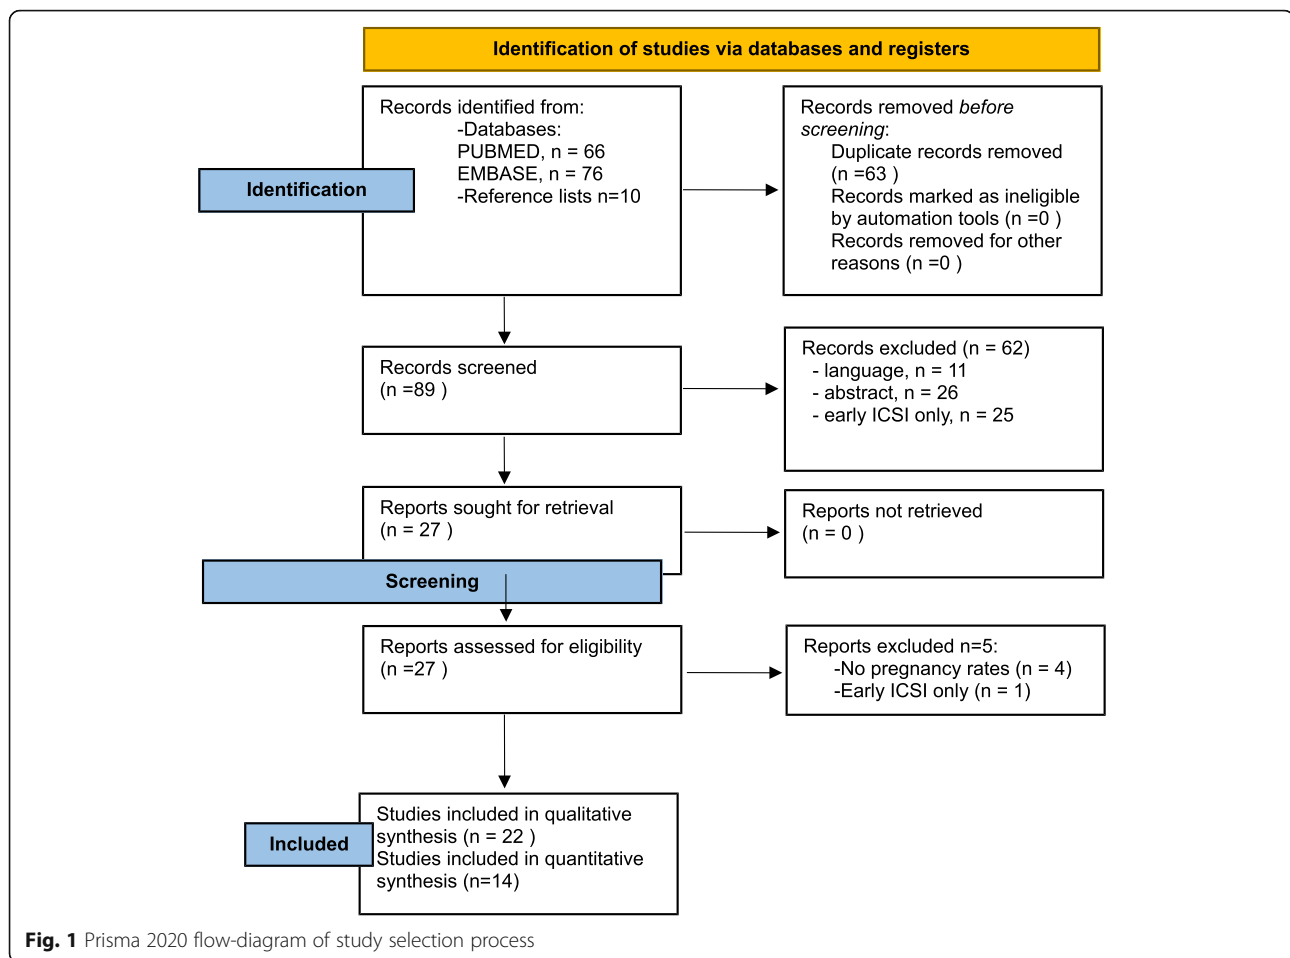 Identification of studies via databases and registers
Records identified from:
-Databases:
PUBMED, n = 66
EMBASE, n = 76
-Reference lists n=10
Identification
Records removed before
screening:
Duplicate records removed
(n =63 )
Records marked as ineligible
by automation tools (n =0 )
Records removed for other
reasons (n =0 )
Records screened
(n =89 )
Records excluded (n = 62)
- language, n = 11
- abstract, n = 26
- early ICSI only, n = 25
Reports sought for retrieval
(n = 27 )
Reports not retrieved
(n = 0 )
Screening
Reports assessed for eligibility
(n =27 )
Reports excluded n=5:
-No pregnancy rates (n = 4)
-Early ICSI only (n = 1)
Included
Studies included in qualitative
synthesis (n = 22 )
Studies included in quantitative
synthesis (n=14)
Fig. 1 Prisma 2020 flow-diagram of study selection process